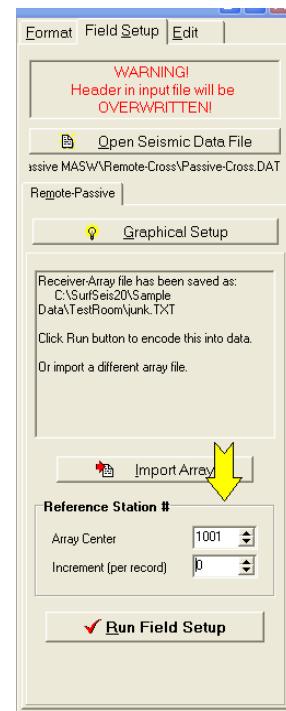 Format Field Setup Edit
WARNING!
Header in input file will be
OVERWRITTEN!
Open Seismic Data File
assive MASW\Remote-Cross\Passive-Cross.DAT
Remote-Passive
Graphical Setup
Receiver-Array file has been saved as:
C:\SurfSeis20\Sample
Data\TestRoom\junk.TXT
Click Run button to encode this into data.
Or import a different array file.
Import Array
Reference Station #
Array Center 1001
Increment (per record) 0
Run Field Setup